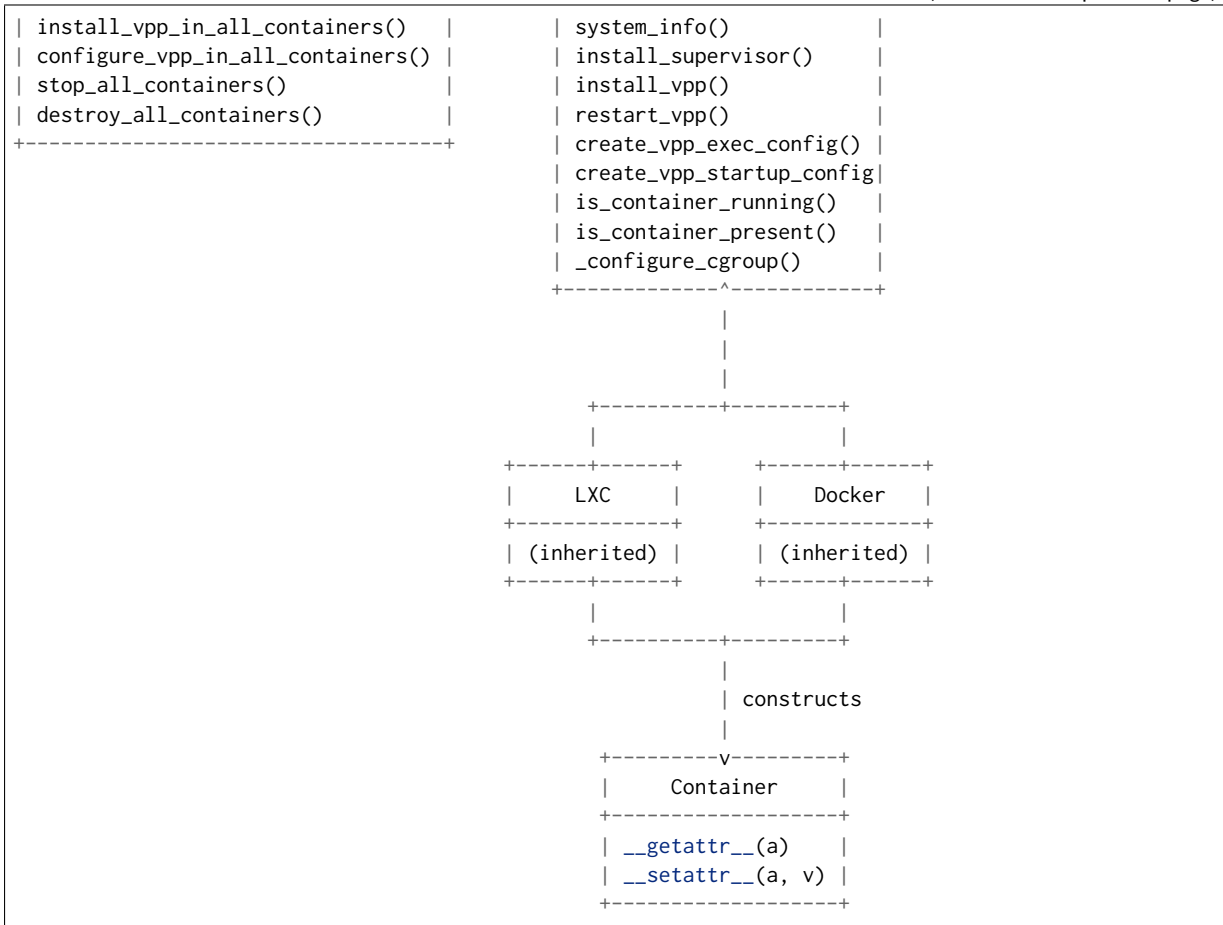 | install_vpp_in_all_containers()   |        | system_info()             |
| configure_vpp_in_all_containers() |        | install_supervisor()      |
| stop_all_containers()             |        | install_vpp()             |
| destroy_all_containers()          |        | restart_vpp()             |
+-----------------------------------+        | create_vpp_exec_config() |
                                             | create_vpp_startup_config|
                                             | is_container_running()    |
                                             | is_container_present()    |
                                             | _configure_cgroup()       |
                                             +-------------^------------+
                                                           |
                                                           |
                                                           |
                                                +----------+---------+
                                                |                    |
                                         +------+------+      +------+------+
                                         |     LXC     |      |    Docker   |
                                         +-------------+      +-------------+
                                         | (inherited) |      | (inherited) |
                                         +------+------+      +------+------+
                                                |                    |
                                                +----------+---------+
                                                           |
                                                           | constructs
                                                           |
                                                 +---------v---------+
                                                 |     Container     |
                                                 +-------------------+
                                                 | __getattr__(a)    |
                                                 | __setattr__(a, v) |
                                                 +-------------------+